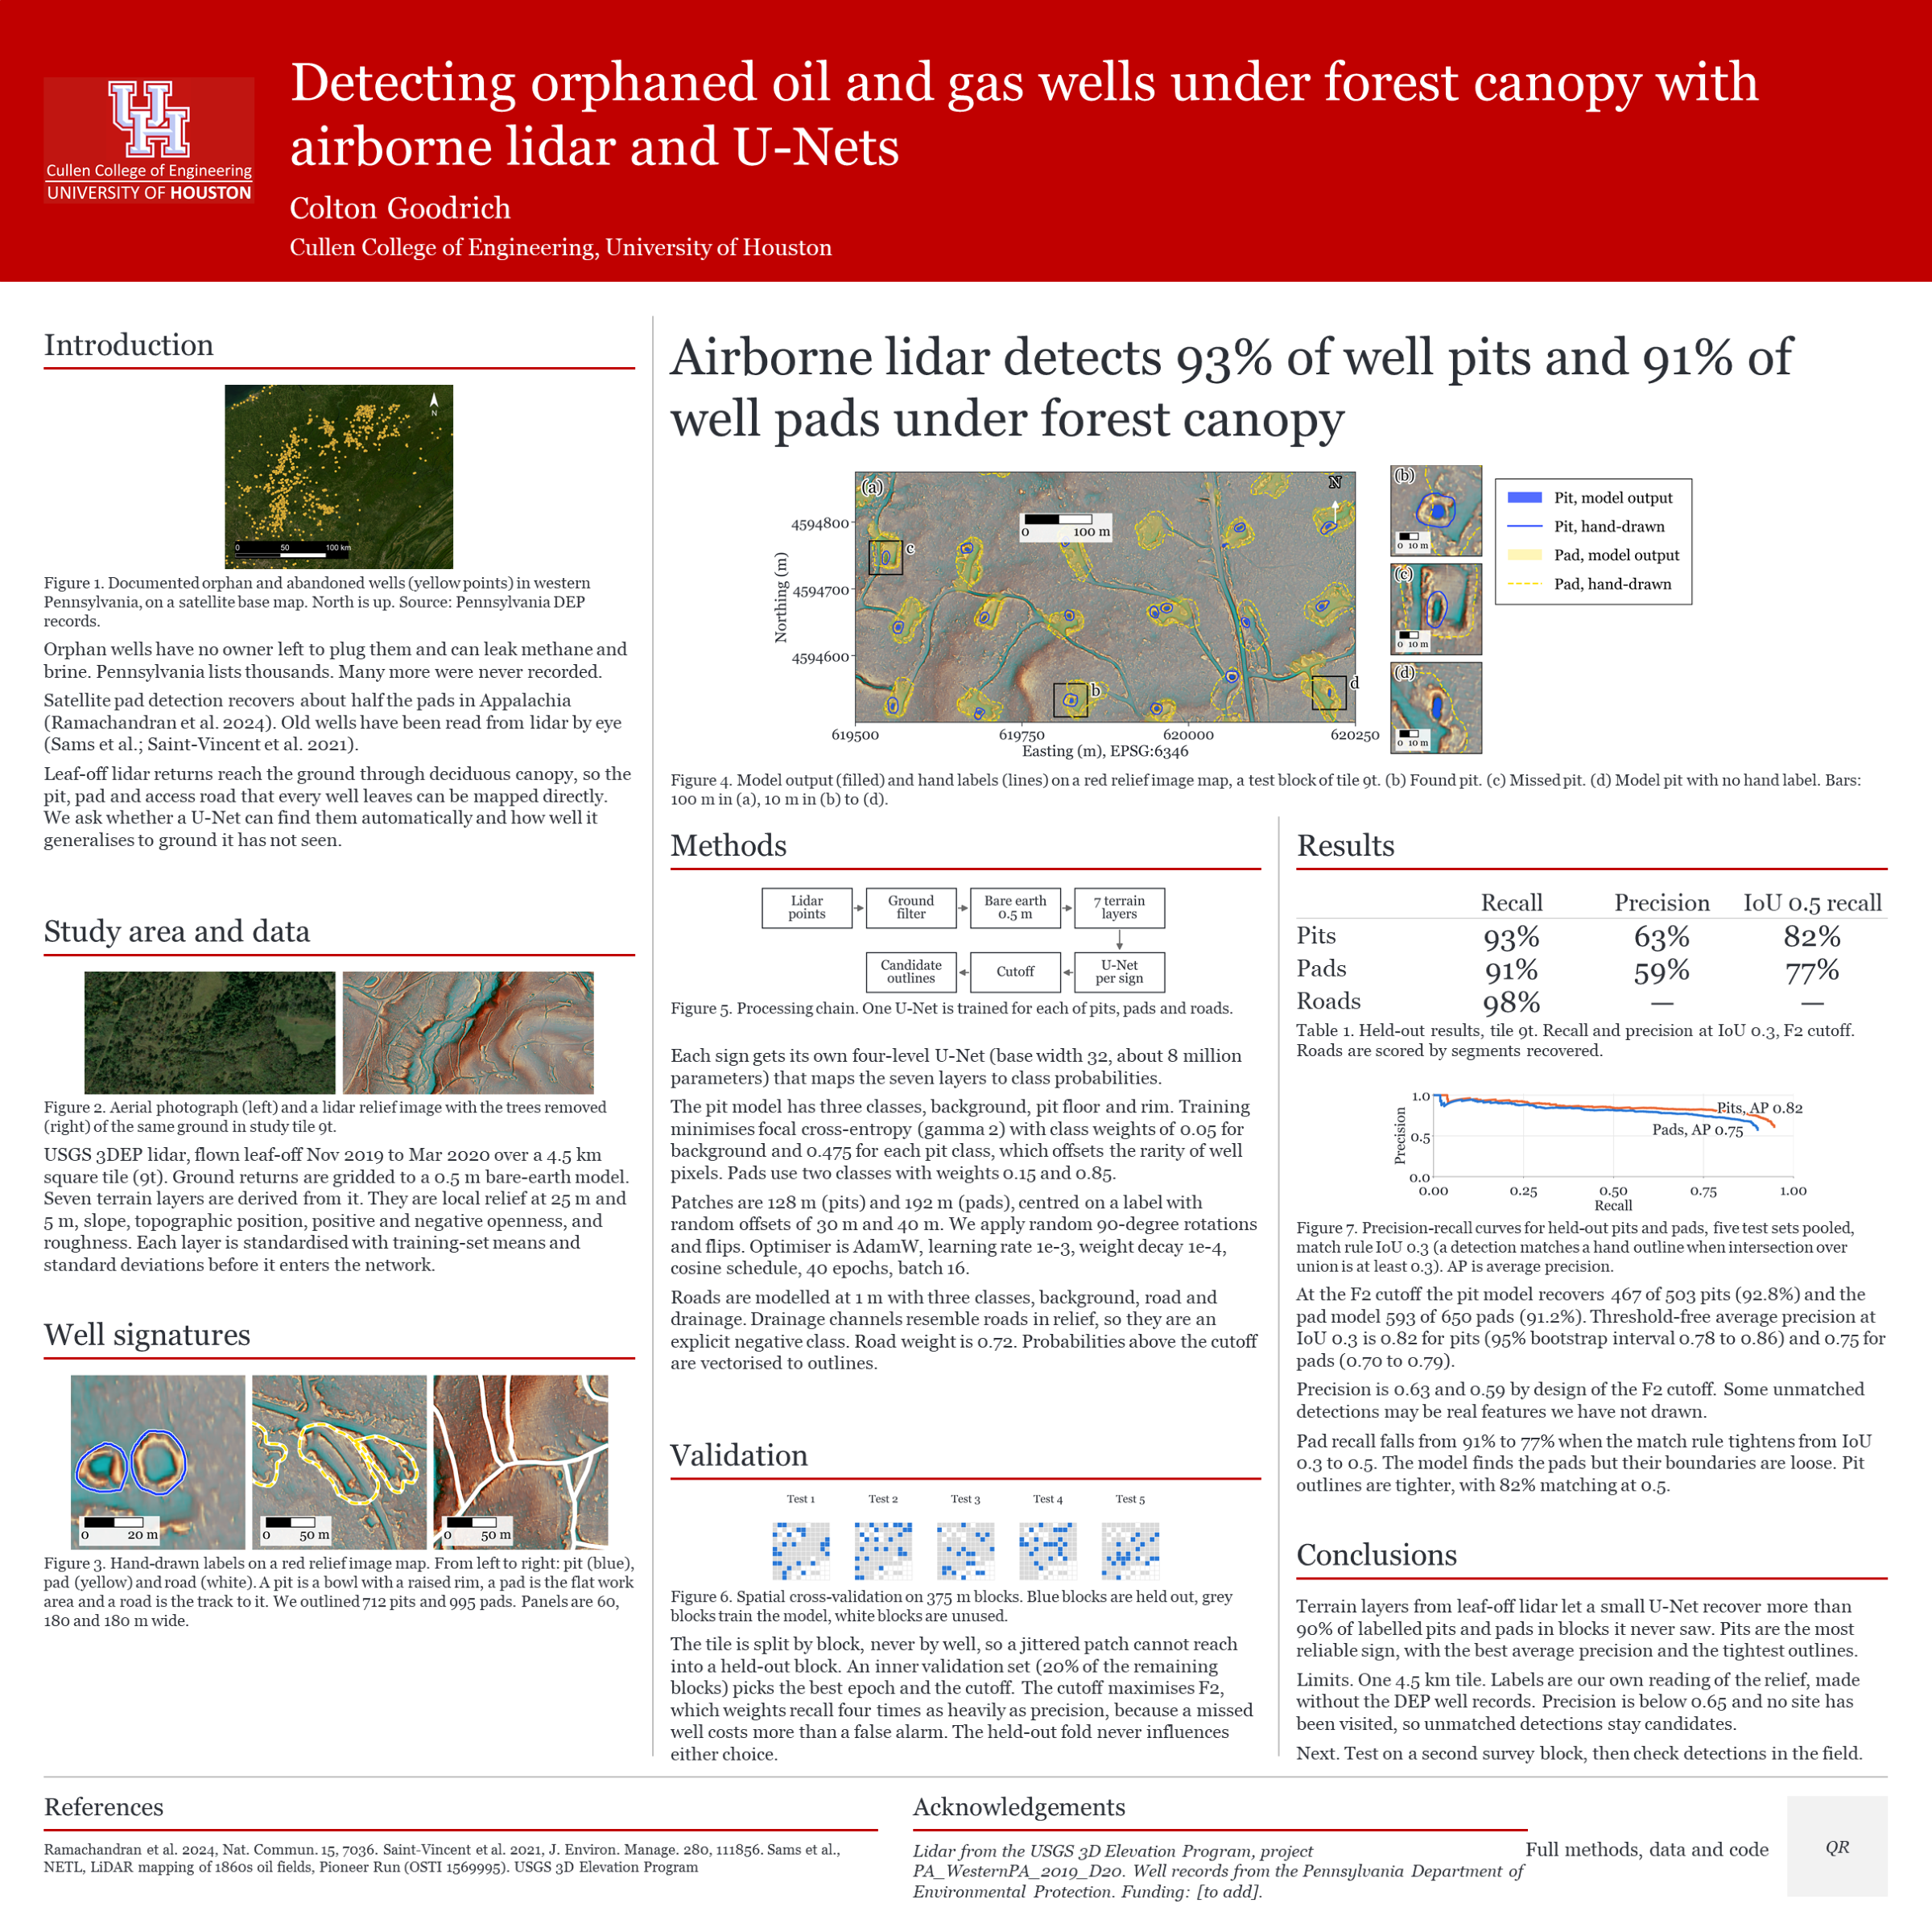 Cullen College of Engineering
UNIVERSITY OF HOUSTON
Detecting orphaned oil and gas wells under forest canopy with
airborne lidar and U-Nets
Colton Goodrich
Cullen College of Engineering, University of Houston
Introduction
N
0 50 100 km
Figure 1. Documented orphan and abandoned wells (yellow points) in western
Pennsylvania, on a satellite base map. North is up. Source: Pennsylvania DEP
records.
Orphan wells have no owner left to plug them and can leak methane and
brine. Pennsylvania lists thousands. Many more were never recorded.
Satellite pad detection recovers about half the pads in Appalachia
(Ramachandran et al. 2024). Old wells have been read from lidar by eye
(Sams et al.; Saint-Vincent et al. 2021).
Leaf-off lidar returns reach the ground through deciduous canopy, so the
pit, pad and access road that every well leaves can be mapped directly.
We ask whether a U-Net can find them automatically and how well it
generalises to ground it has not seen.
Study area and data
Figure 2. Aerial photograph (left) and a lidar relief image with the trees removed
(right) of the same ground in study tile 9t.
USGS 3DEP lidar, flown leaf-off Nov 2019 to Mar 2020 over a 4.5 km
square tile (9t). Ground returns are gridded to a 0.5 m bare-earth model.
Seven terrain layers are derived from it. They are local relief at 25 m and
5 m, slope, topographic position, positive and negative openness, and
roughness. Each layer is standardised with training-set means and
standard deviations before it enters the network.
Well signatures
0 20 m
0 50 m
0 50 m
Figure 3. Hand-drawn labels on a red relief image map. From left to right: pit (blue),
pad (yellow) and road (white). A pit is a bowl with a raised rim, a pad is the flat work
area and a road is the track to it. We outlined 712 pits and 995 pads. Panels are 60,
180 and 180 m wide.
Airborne lidar detects 93% of well pits and 91% of
well pads under forest canopy
(a)
N
0 100 m
c
b
d
4594800
4594700
4594600
Northing (m)
619500 619750 620000 620250
Easting (m), EPSG:6346
(b)
0 10 m
(c)
0 10 m
(d)
0 10 m
Pit, model output
Pit, hand-drawn
Pad, model output
Pad, hand-drawn
Figure 4. Model output (filled) and hand labels (lines) on a red relief image map, a test block of tile 9t. (b) Found pit. (c) Missed pit. (d) Model pit with no hand label. Bars:
100 m in (a), 10 m in (b) to (d).
Methods
Lidar
points
Ground
filter
Bare earth
0.5 m
7 terrain
layers
Candidate
outlines
Cutoff
U-Net
per sign
Figure 5. Processing chain. One U-Net is trained for each of pits, pads and roads.
Each sign gets its own four-level U-Net (base width 32, about 8 million
parameters) that maps the seven layers to class probabilities.
The pit model has three classes, background, pit floor and rim. Training
minimises focal cross-entropy (gamma 2) with class weights of 0.05 for
background and 0.475 for each pit class, which offsets the rarity of well
pixels. Pads use two classes with weights 0.15 and 0.85.
Patches are 128 m (pits) and 192 m (pads), centred on a label with
random offsets of 30 m and 40 m. We apply random 90-degree rotations
and flips. Optimiser is AdamW, learning rate 1e-3, weight decay 1e-4,
cosine schedule, 40 epochs, batch 16.
Roads are modelled at 1 m with three classes, background, road and
drainage. Drainage channels resemble roads in relief, so they are an
explicit negative class. Road weight is 0.72. Probabilities above the cutoff
are vectorised to outlines.
Validation
Test 1 Test 2 Test 3 Test 4 Test 5
Figure 6. Spatial cross-validation on 375 m blocks. Blue blocks are held out, grey
blocks train the model, white blocks are unused.
The tile is split by block, never by well, so a jittered patch cannot reach
into a held-out block. An inner validation set (20% of the remaining
blocks) picks the best epoch and the cutoff. The cutoff maximises F2,
which weights recall four times as heavily as precision, because a missed
well costs more than a false alarm. The held-out fold never influences
either choice.
Results
Recall Precision IoU 0.5 recall
Pits 93% 63% 82%
Pads 91% 59% 77%
Roads 98% — —
Table 1. Held-out results, tile 9t. Recall and precision at IoU 0.3, F2 cutoff.
Roads are scored by segments recovered.
1.0
0.5
0.0
Precision
Pits, AP 0.82
Pads, AP 0.75
0.00 0.25 0.50 0.75 1.00
Recall
Figure 7. Precision-recall curves for held-out pits and pads, five test sets pooled,
match rule IoU 0.3 (a detection matches a hand outline when intersection over
union is at least 0.3). AP is average precision.
At the F2 cutoff the pit model recovers 467 of 503 pits (92.8%) and the
pad model 593 of 650 pads (91.2%). Threshold-free average precision at
IoU 0.3 is 0.82 for pits (95% bootstrap interval 0.78 to 0.86) and 0.75 for
pads (0.70 to 0.79).
Precision is 0.63 and 0.59 by design of the F2 cutoff. Some unmatched
detections may be real features we have not drawn.
Pad recall falls from 91% to 77% when the match rule tightens from IoU
0.3 to 0.5. The model finds the pads but their boundaries are loose. Pit
outlines are tighter, with 82% matching at 0.5.
Conclusions
Terrain layers from leaf-off lidar let a small U-Net recover more than
90% of labelled pits and pads in blocks it never saw. Pits are the most
reliable sign, with the best average precision and the tightest outlines.
Limits. One 4.5 km tile. Labels are our own reading of the relief, made
without the DEP well records. Precision is below 0.65 and no site has
been visited, so unmatched detections stay candidates.
Next. Test on a second survey block, then check detections in the field.
References
Ramachandran et al. 2024, Nat. Commun. 15, 7036. Saint-Vincent et al. 2021, J. Environ. Manage. 280, 111856. Sams et al.,
NETL, LiDAR mapping of 1860s oil fields, Pioneer Run (OSTI 1569995). USGS 3D Elevation Program
Acknowledgements
Lidar from the USGS 3D Elevation Program, project
PA_WesternPA_2019_D20. Well records from the Pennsylvania Department of
Environmental Protection. Funding: [to add].
Full methods, data and code
QR